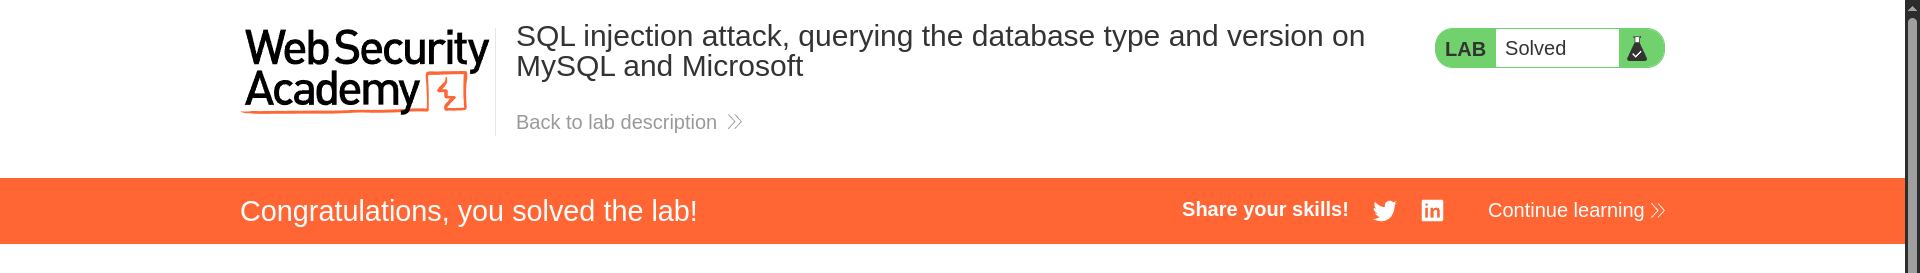 Web Security
Academy
SQL injection attack, querying the database type and version on
MySQL and Microsoft
Back to lab description
LAB Solved
Congratulations, you solved the lab!
Share your skills!
Continue learning